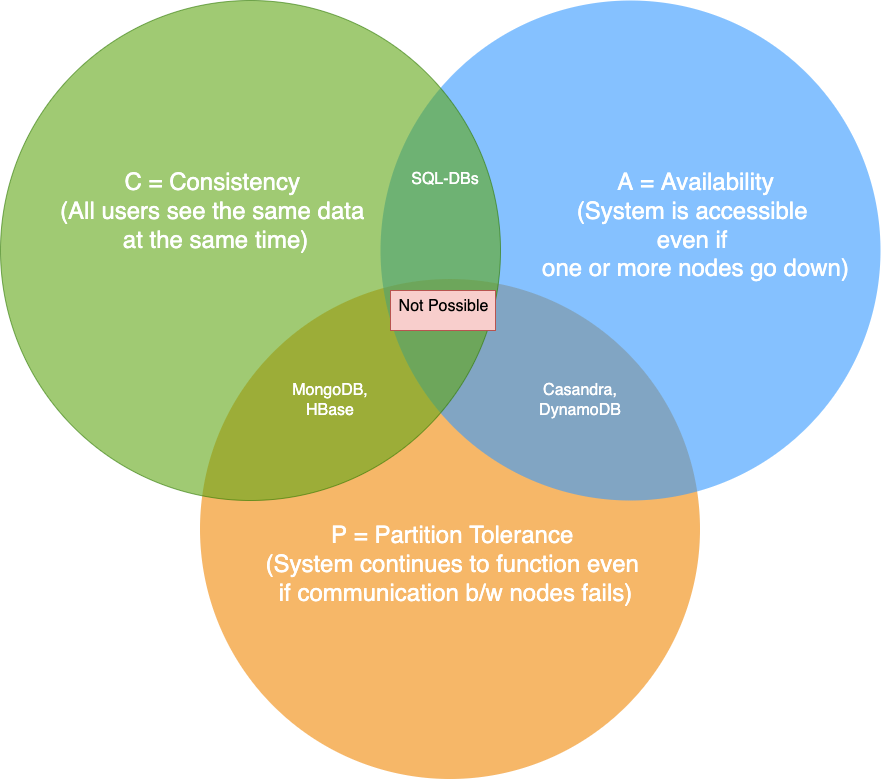 C = Consistency
(All users see the same data
at the same time)
SQL-DBs
A = Availability
(System is accessible
even if
one or more nodes go down)
Not Possible
MongoDB,
HBase
Casandra,
DynamoDB
P = Partition Tolerance
(System continues to function even
if communication b/w nodes fails)